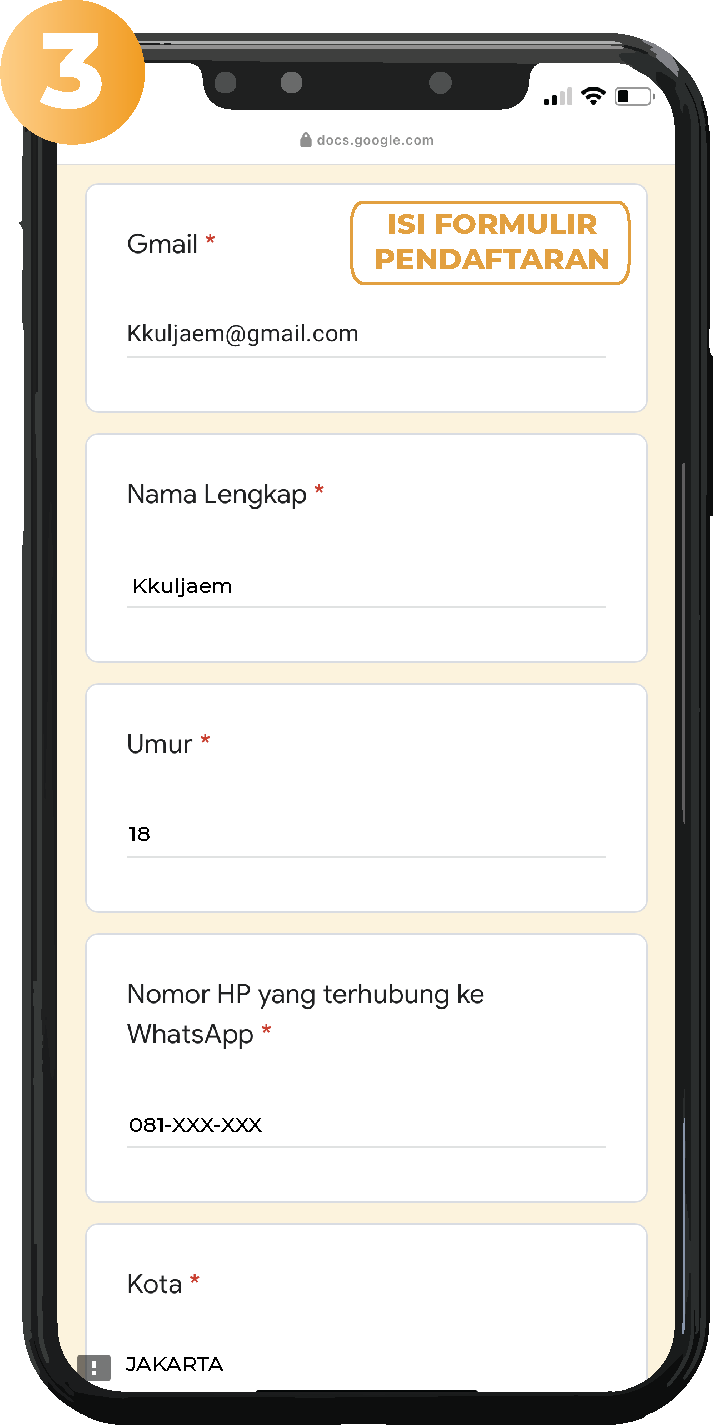 3
docs.google.com
ISI FORMULIR
PENDAFTARAN
Gmail *
Kkuljaem@gmail.com
Nama Lengkap *
Kkuljaem
Umur *
18
Nomor HP yang terhubung ke
WhatsApp *
081-XXX-XXX
Kota *
JAKARTA